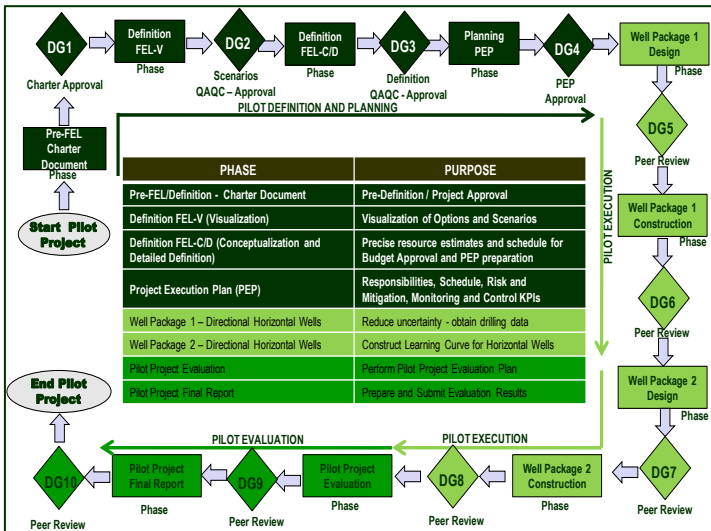 DG1
Charter Approval
Definition
FEL-V
Phase
DG2
Scenarios
QAQC – Approval
Definition
FEL-C/D
Phase
DG3
Definition
QAQC - Approval
Planning
PEP
Phase
DG4
PEP
Approval
Well Package 1
Design
Phase
PILOT DEFINITION AND PLANNING
Pre-FEL
Charter
Document
Phase
Start Pilot
Project
DG5
Peer Review
PILOT EXECUTION
Well Package 1
Construction
Phase
DG6
Peer Review
Well Package 2
Design
Phase
PHASE PURPOSE
Pre-FEL/Definition - Charter Document Pre-Definition / Project Approval
Definition FEL-V (Visualization) Visualization of Options and Scenarios
Definition FEL-C/D (Conceptualization and Precise resource estimates and schedule for
Detailed Definition) Budget Approval and PEP preparation
Project Execution Plan (PEP) Responsibilities, Schedule, Risk and
Mitigation, Monitoring and Control KPIs
Well Package 1 – Directional Horizontal Wells Reduce uncertainty - obtain drilling data
Well Package 2 – Directional Horizontal Wells Construct Learning Curve for Horizontal Wells
Pilot Project Evaluation Perform Pilot Project Evaluation Plan
Pilot Project Final Report Prepare and Submit Evaluation Results
End Pilot
Project
PILOT EVALUATION
PILOT EXECUTION
DG10
Peer Review
Pilot Project
Final Report
Phase
DG9
Peer Review
Pilot Project
Evaluation
Phase
DG8
Peer Review
Well Package 2
Construction
Phase
DG7
Peer Review